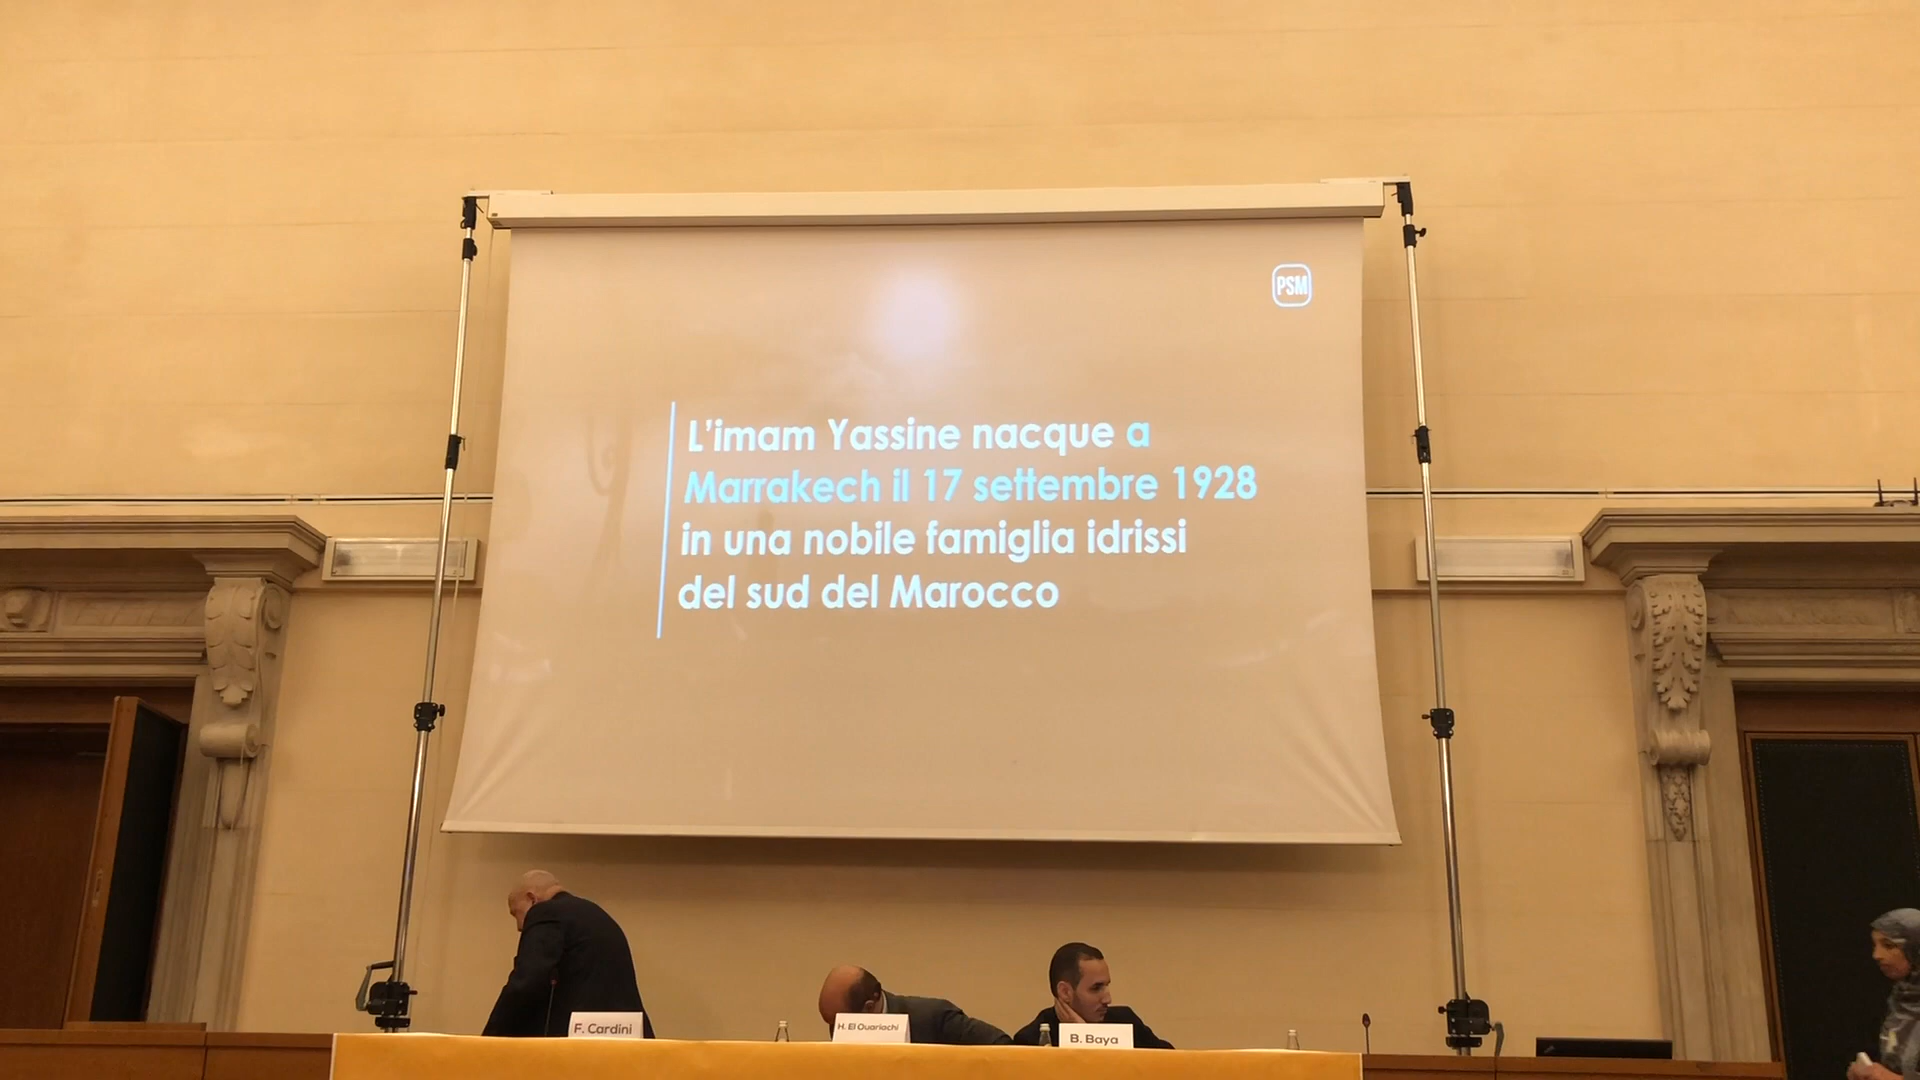 PSM
L'imam Yassine nacque a
Marrakech il 17 settembre 1928
in una nobile famiglia idrissi
del sud del Marocco
F. Cardini
H. El Ouariachi
B. Baya